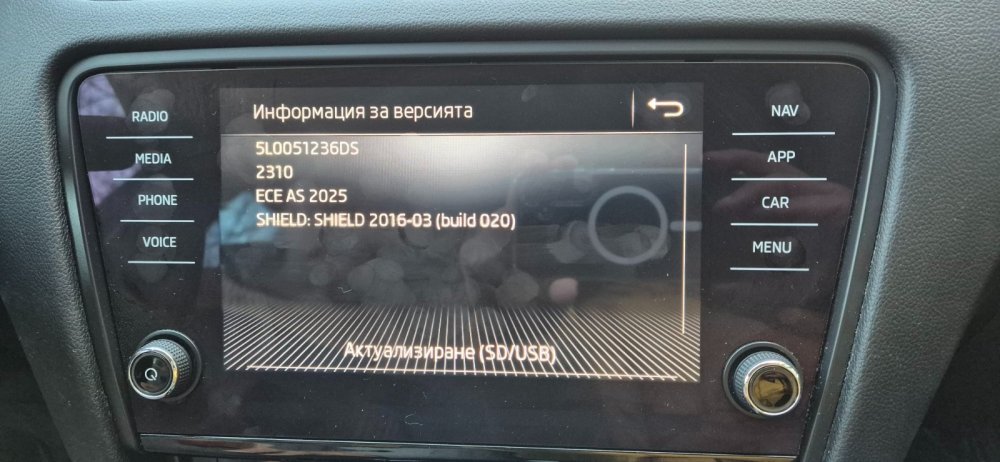 Информация за версията
5L0051236DS
2310
ECE AS 2025
SHIELD: SHIELD 2016-03 (build 020)
Актуализиране (SD/USB)
RADIO
MEDIA
PHONE
VOICE
NAV
APP
CAR
MENU